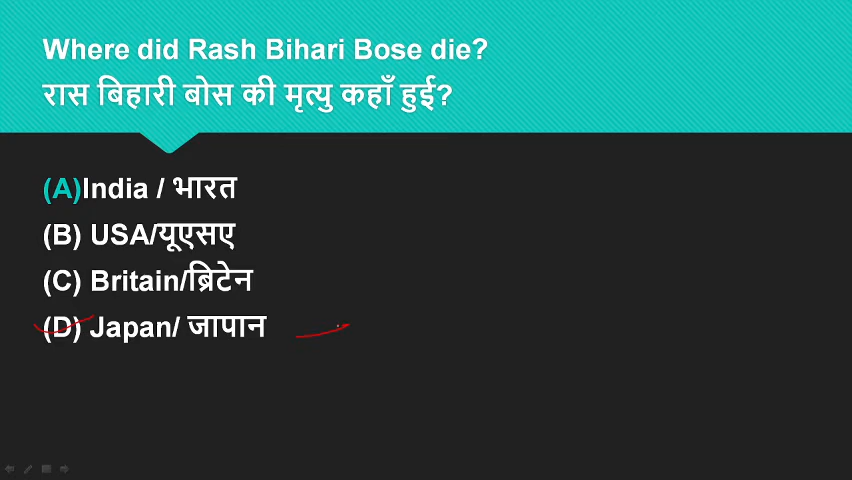 Where did Rash Bihari Bose die?
रास बिहारी बोस की मृत्यु कहाँ हुई?
(A)India / भारत
(B) USA/यूएसए
(C) Britain/ब्रिटेन
(D) Japan/ जापान